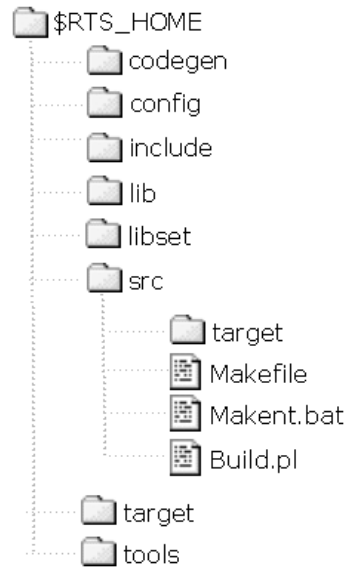 $RTS_HOME
codegen
config
include
lib
libset
src
target
Makefile
Makent.bat
Build.pl
target
tools